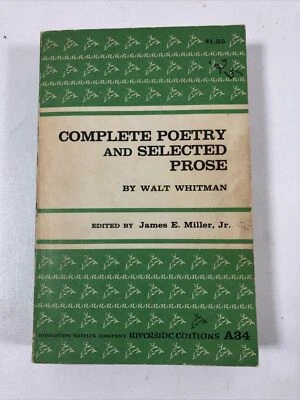 $1.35
COMPLETE POETRY
AND SELECTED
PROSE
BY WALT WHITMAN
EDITED BY James E. Miller, Jr.
HOUGHTON MIFFLIN COMPANY RIVERSIDE EDITIONS A34